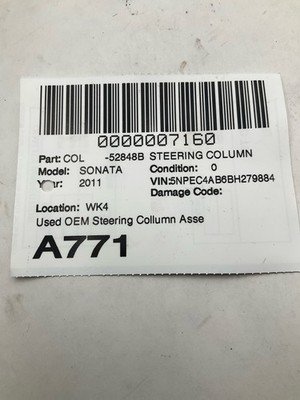 0000007160
Part: COL -52848B STEERING COLUMN
Model: SONATA Condition: 0
Year: 2011 VIN:5NPEC4AB6BH279884
Damage Code:
Location: WK4
Used OEM Steering Collumn Asse
A771